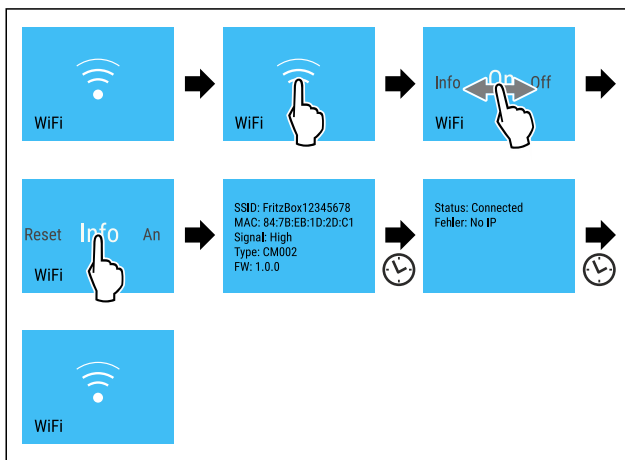 WiFi
WiFi
Info On Off
WiFi
Reset Info An
WiFi
SSID: FritzBox12345678
MAC: 84:7B:EB:1D:2D:C1
Signal: High
Type: CM002
FW: 1.0.0
Status: Connected
Fehler: No IP
WiFi